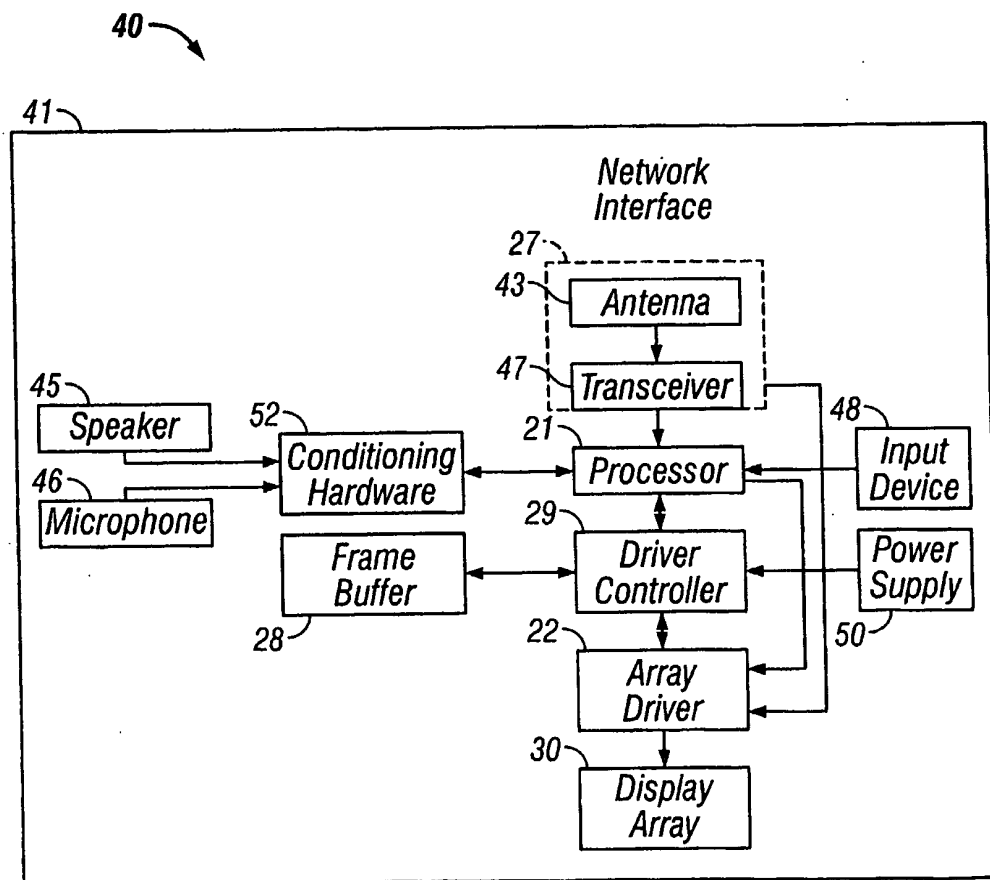 40
41
Network
Interface
27
43
Antenna
47
Transceiver
45
Speaker
52
Conditioning
Hardware
21
Processor
48
Input
Device
46
Microphone
29
Driver
Controller
Frame
Buffer
28
Power
Supply
50
22
Array
Driver
30
Display
Array